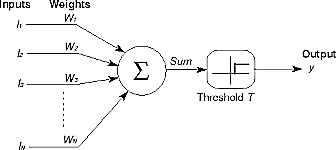 Inputs Weights
I1 W1
I2 W2
I3 W3
Σ
Sum
Output
y
Threshold T
IN WN